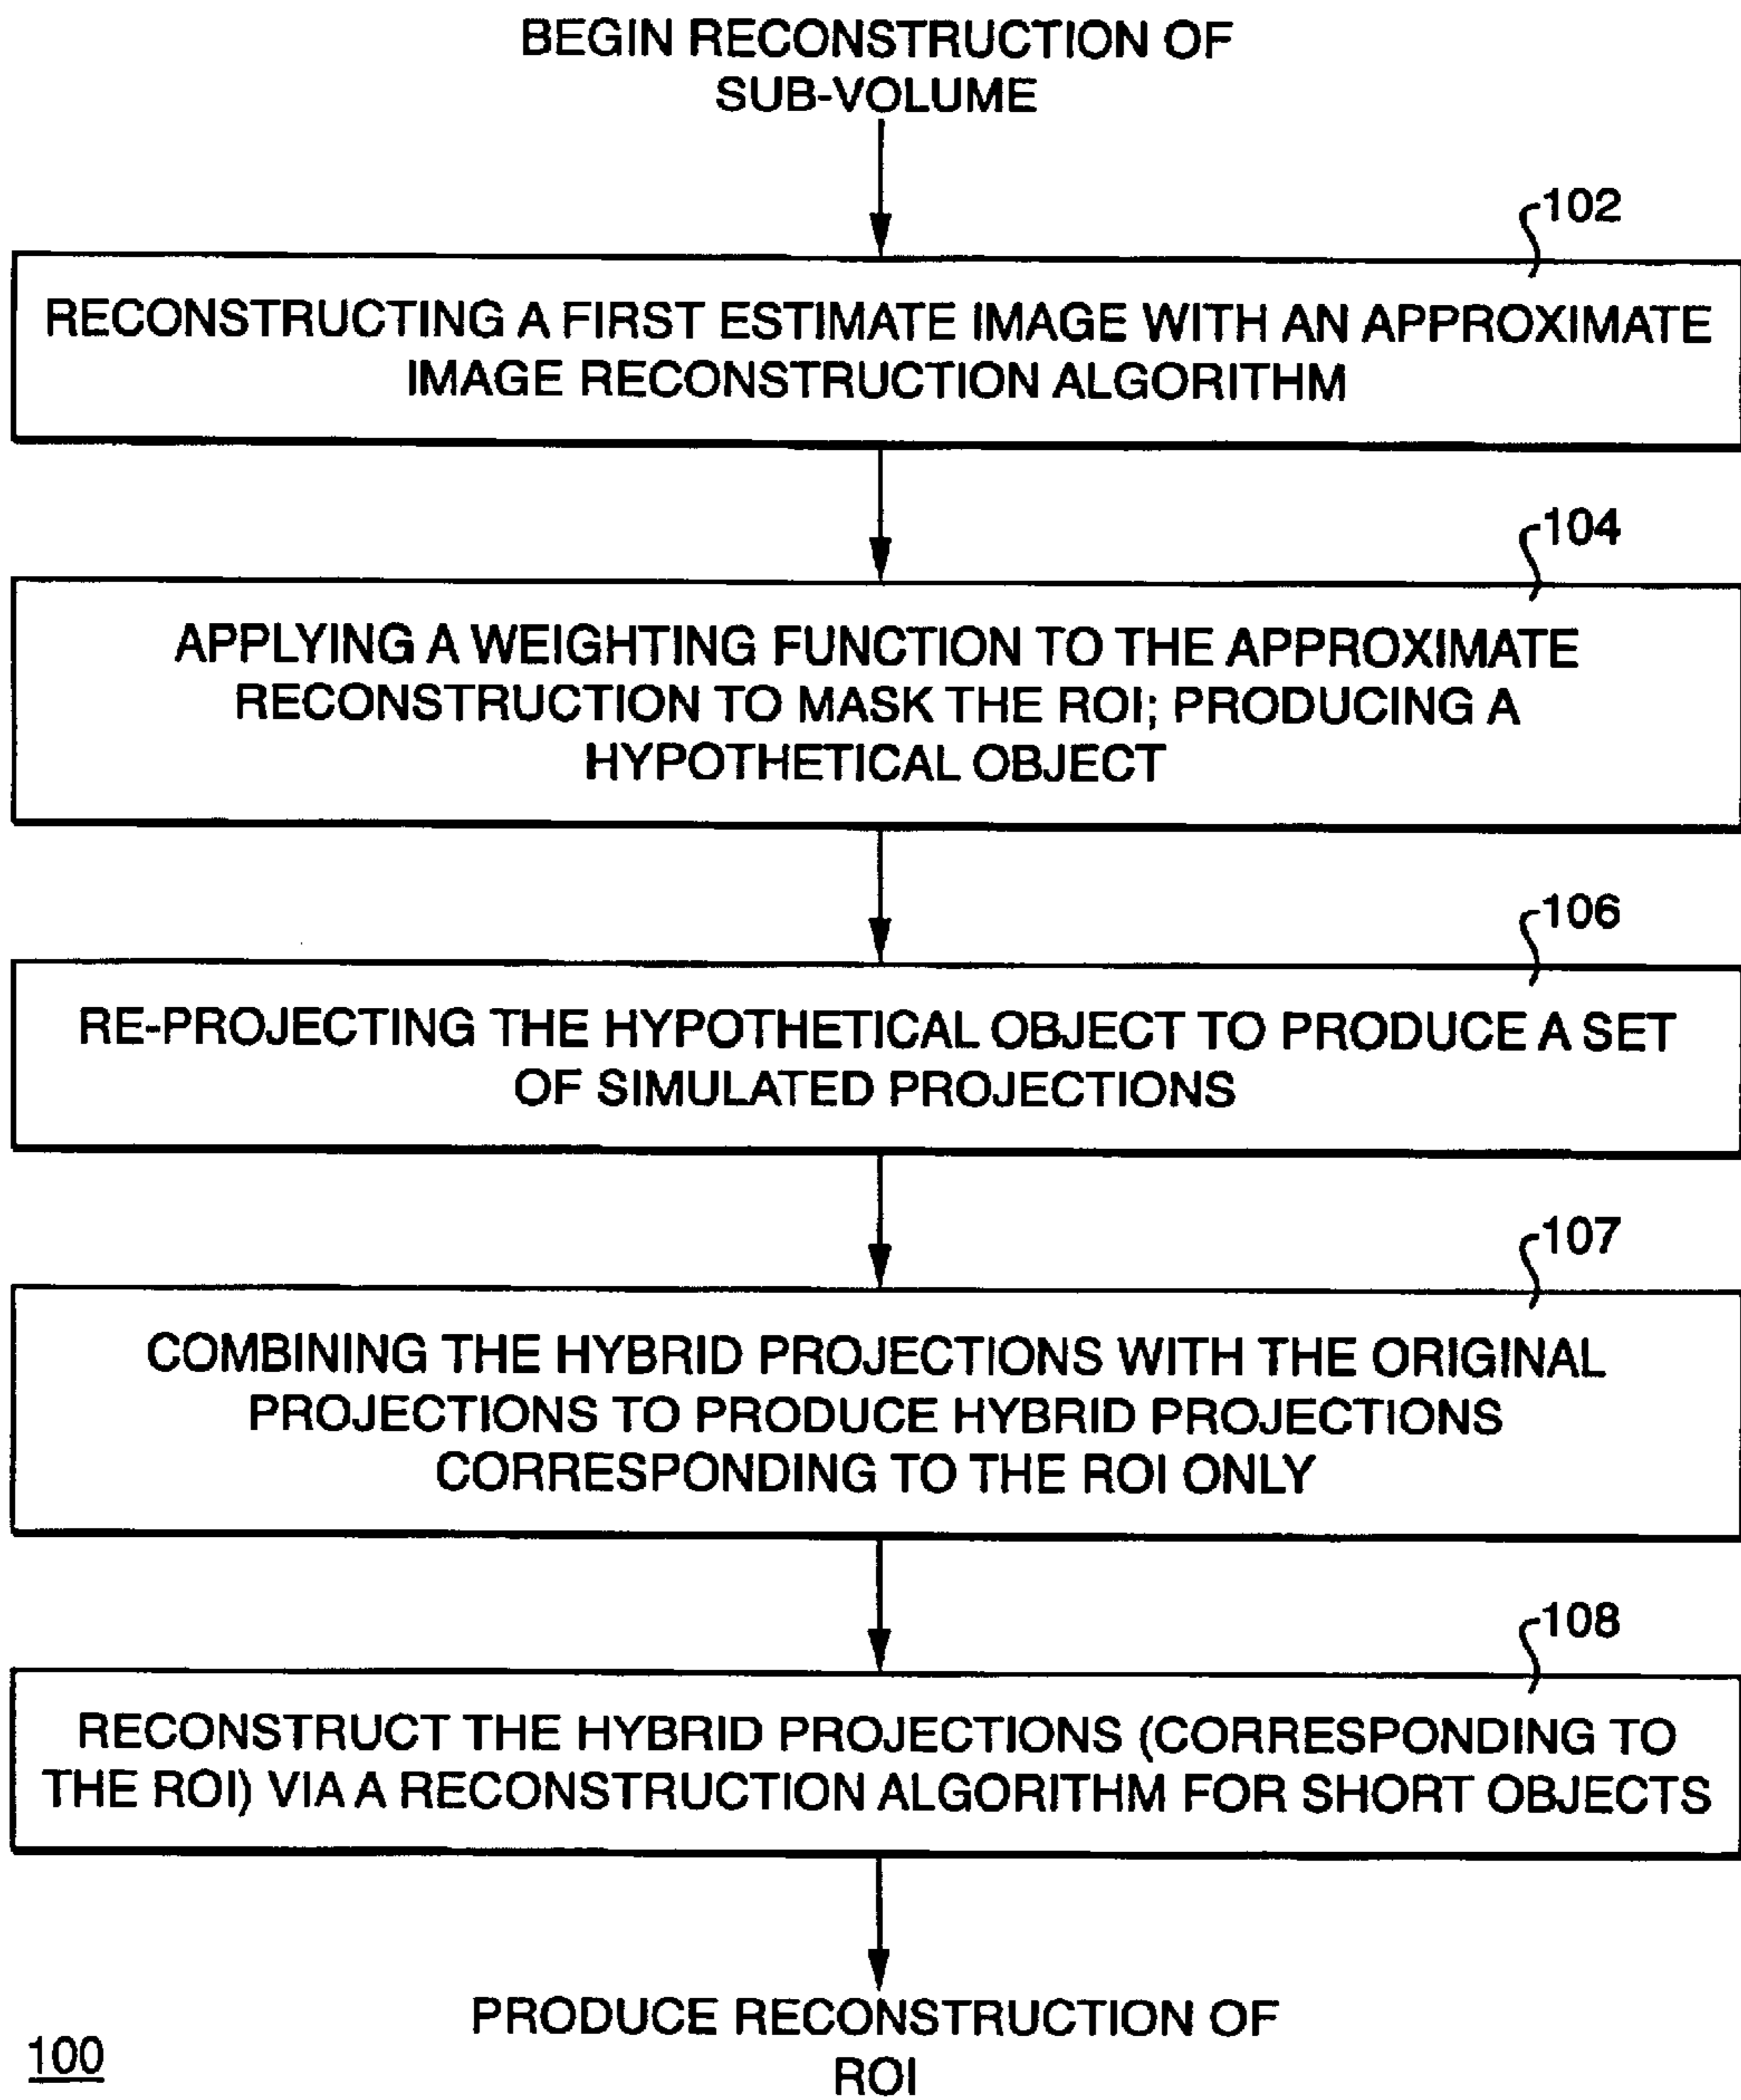 BEGIN RECONSTRUCTION OF
SUB-VOLUME
102
RECONSTRUCTING A FIRST ESTIMATE IMAGE WITH AN APPROXIMATE
IMAGE RECONSTRUCTION ALGORITHM
104
APPLYING A WEIGHTING FUNCTION TO THE APPROXIMATE
RECONSTRUCTION TO MASK THE ROI; PRODUCING A
HYPOTHETICAL OBJECT
106
RE-PROJECTING THE HYPOTHETICAL OBJECT TO PRODUCE A SET
OF SIMULATED PROJECTIONS
107
COMBINING THE HYBRID PROJECTIONS WITH THE ORIGINAL
PROJECTIONS TO PRODUCE HYBRID PROJECTIONS
CORRESPONDING TO THE ROI ONLY
108
RECONSTRUCT THE HYBRID PROJECTIONS (CORRESPONDING TO
THE ROI) VIA A RECONSTRUCTION ALGORITHM FOR SHORT OBJECTS
PRODUCE RECONSTRUCTION OF
ROI
100